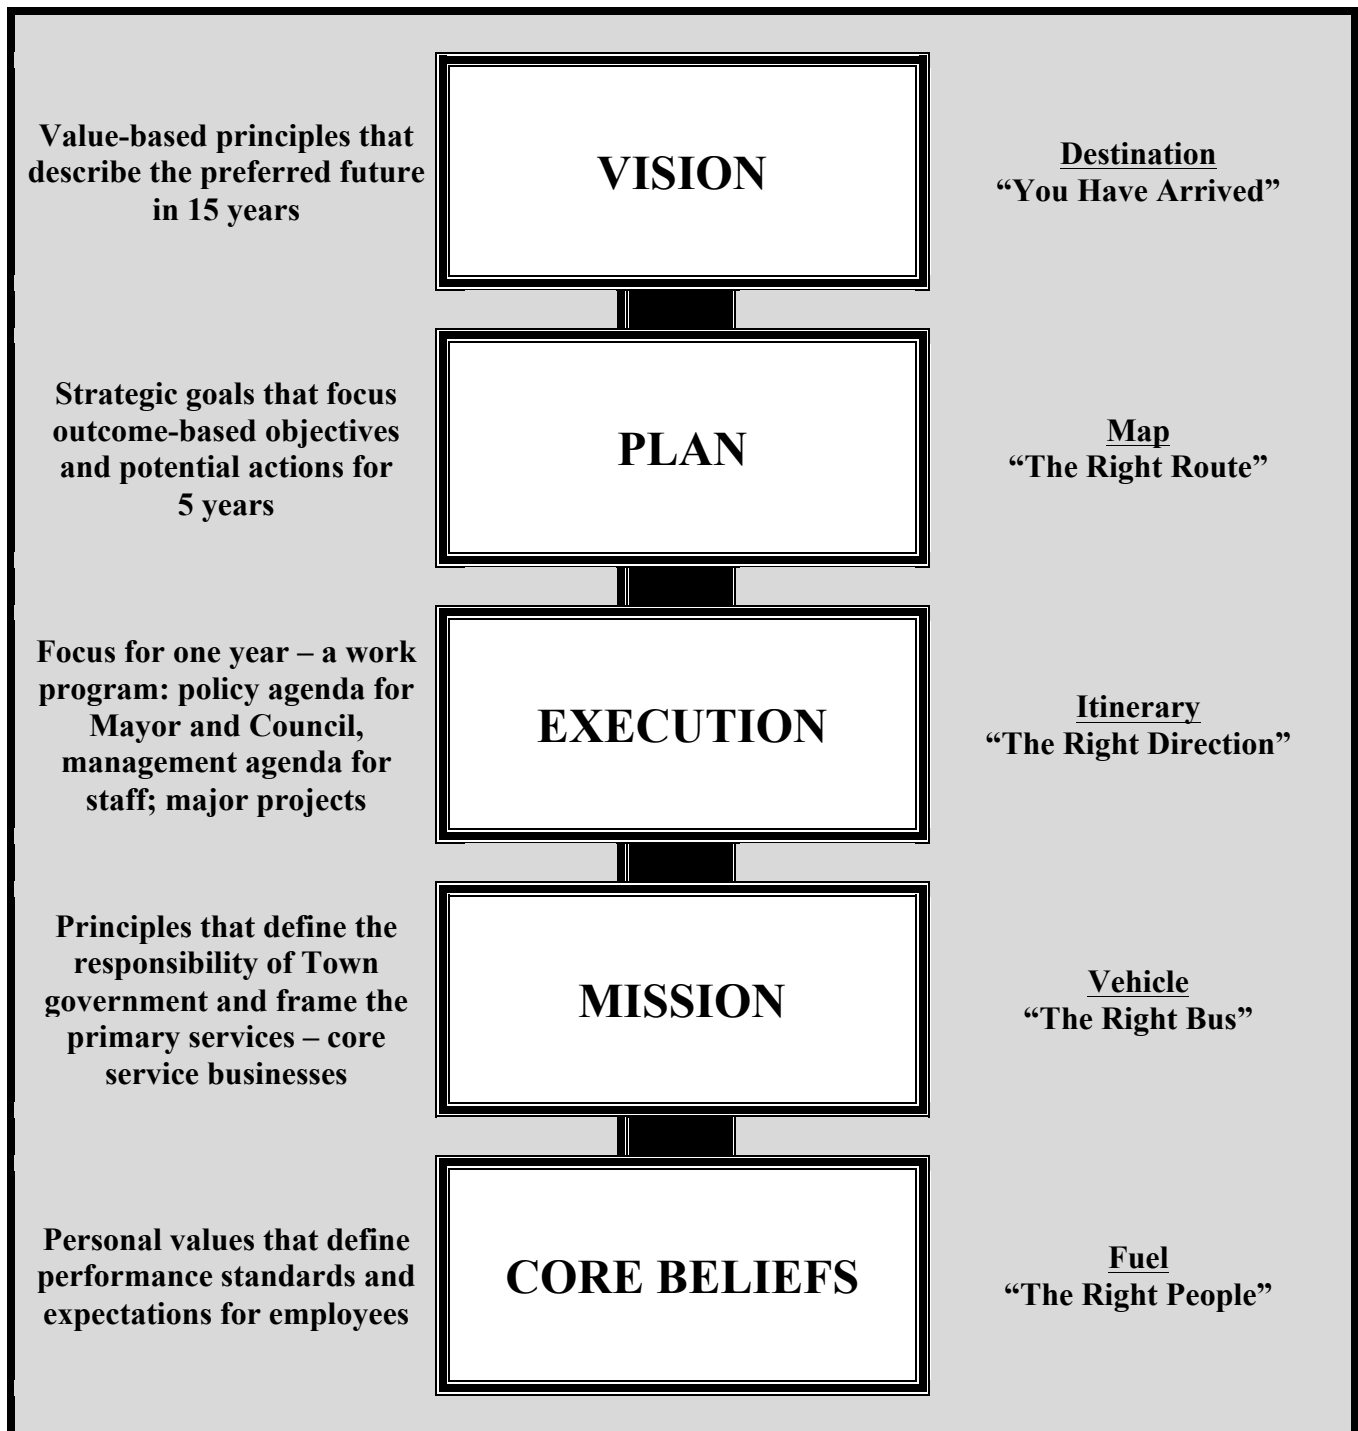 Value-based principles that
describe the preferred future
in 15 years
VISION
Destination
“You Have Arrived”
Strategic goals that focus
outcome-based objectives
and potential actions for
5 years
PLAN
Map
“The Right Route”
Focus for one year – a work
program: policy agenda for
Mayor and Council,
management agenda for
staff; major projects
EXECUTION
Itinerary
“The Right Direction”
Principles that define the
responsibility of Town
government and frame the
primary services – core
service businesses
MISSION
Vehicle
“The Right Bus”
Personal values that define
performance standards and
expectations for employees
CORE BELIEFS
Fuel
“The Right People”